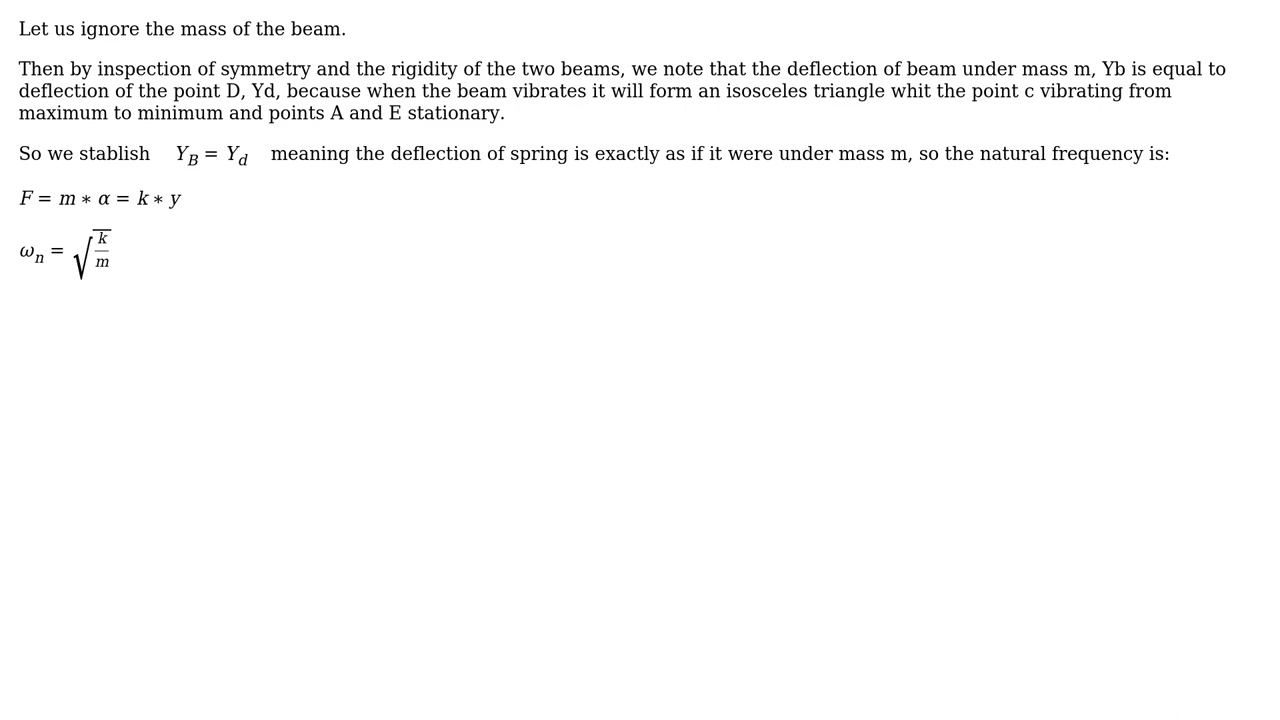 Let us ignore the mass of the beam.
Then by inspection of symmetry and the rigidity of the two beams, we note that the deflection of beam under mass m, Yb is equal to
deflection of the point D, Yd, because when the beam vibrates it will form an isosceles triangle whit the point c vibrating from
maximum to minimum and points A and E stationary.
So we stablish Y_B = Y_d meaning the deflection of spring is exactly as if it were under mass m, so the natural frequency is:
F = m ∗ α = k ∗ y
ω_n = √(k/m)